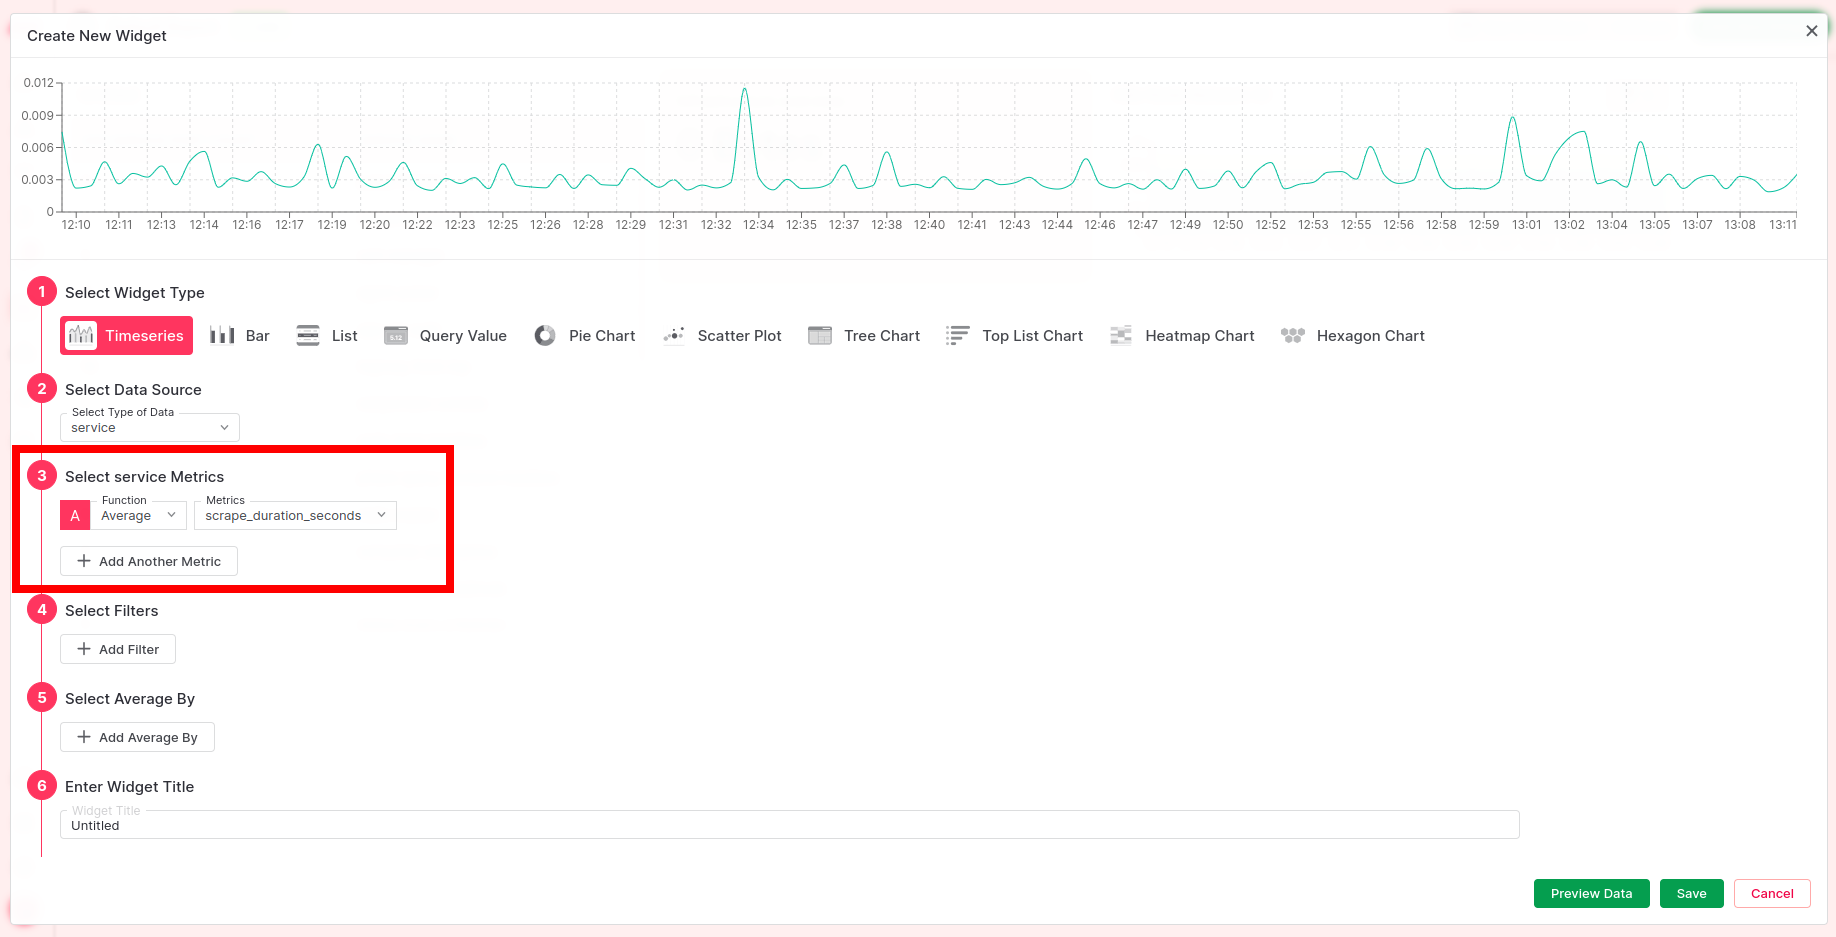 Create New Widget
0.012
0.009
0.006
0.003
0
12:10 12:11 12:13 12:14 12:16 12:17 12:19 12:20 12:22 12:23 12:25 12:26 12:28 12:29 12:31 12:32 12:34 12:35 12:37 12:38 12:40 12:41 12:43 12:44 12:46 12:47 12:49 12:50 12:52 12:53 12:55 12:56 12:58 12:59 13:01 13:02 13:04 13:05 13:07 13:08 13:11
1 Select Widget Type
Timeseries Bar List 5.12 Query Value Pie Chart Scatter Plot Tree Chart Top List Chart Heatmap Chart Hexagon Chart
2 Select Data Source
Select Type of Data
service
3 Select service Metrics
Function Metrics
A Average scrape_duration_seconds
Add Another Metric
4 Select Filters
Add Filter
5 Select Average By
Add Average By
6 Enter Widget Title
Widget Title
Untitled
Preview Data Save Cancel